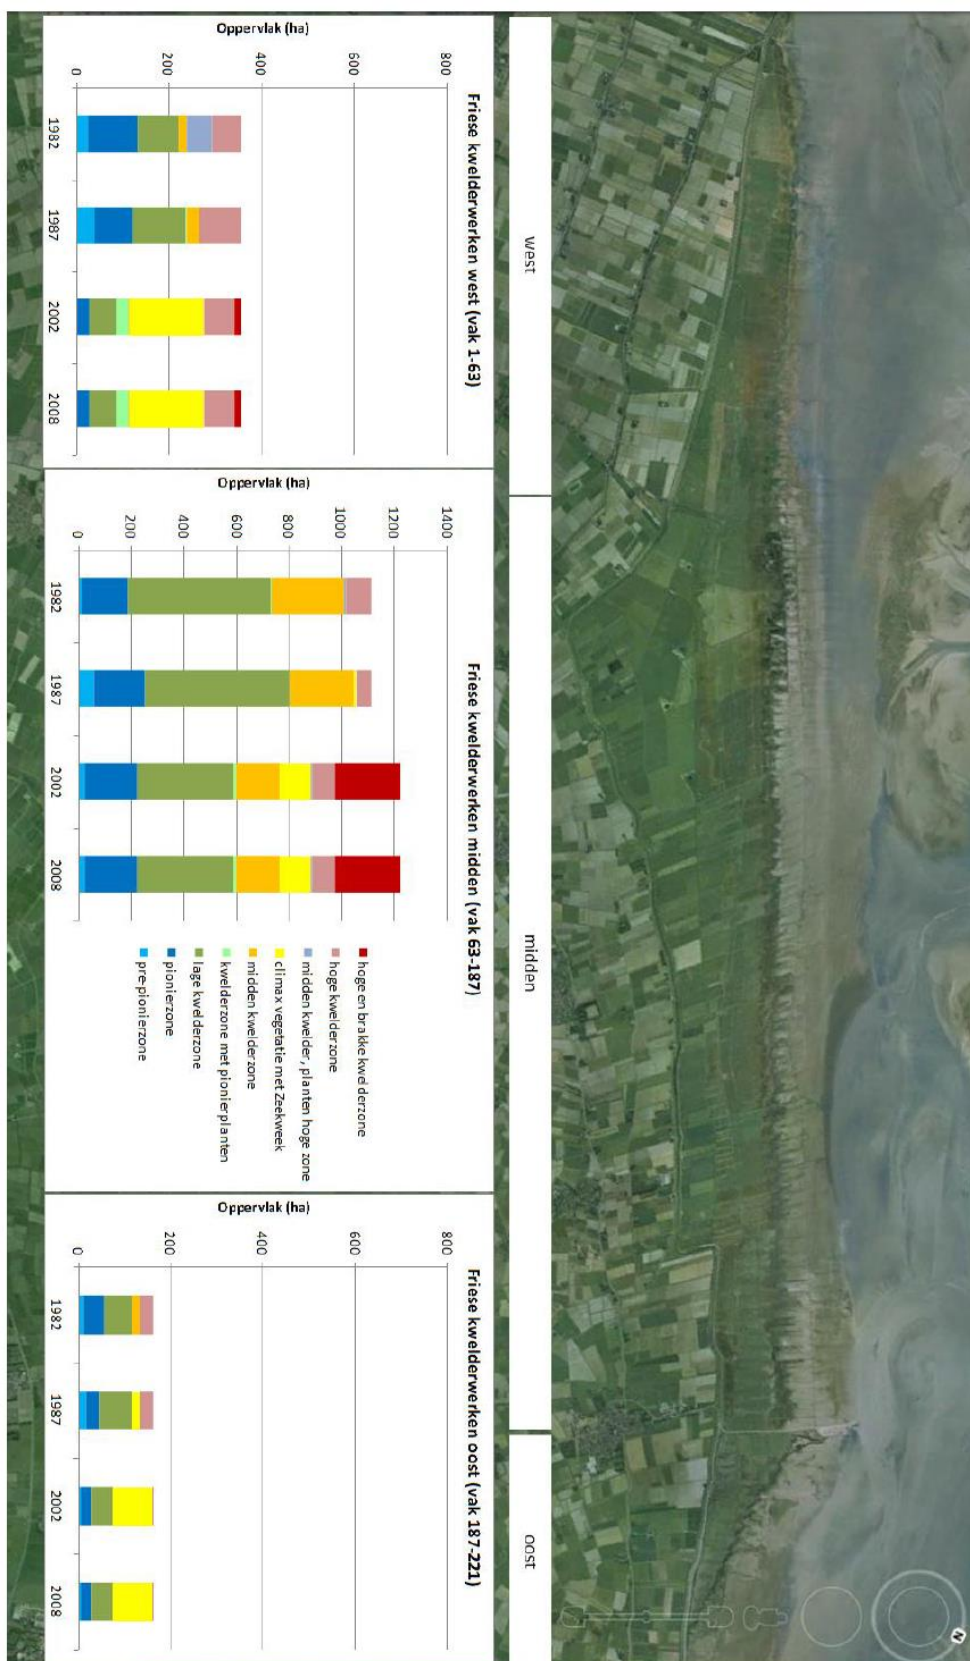 west
midden
oost
Friese kwelderwerken west (vak 1-63)
Oppervlak (ha)
800
600
400
200
0
1982
1987
2002
2008
Friese kwelderwerken midden (vak 63-187)
Oppervlak (ha)
1400
1200
1000
800
600
400
200
0
1982
1987
2002
2008
hoge en brakke kwelderzone
hoge kwelderzone
midden kwelder, planten hoge zone
climax vegetatie met Zeekweek
midden kwelderzone
kwelderzone met pionierplanten
lage kwelderzone
pionierzone
pre-pionierzone
Friese kwelderwerken oost (vak 187-221)
Oppervlak (ha)
800
600
400
200
0
1982
1987
2002
2008
N